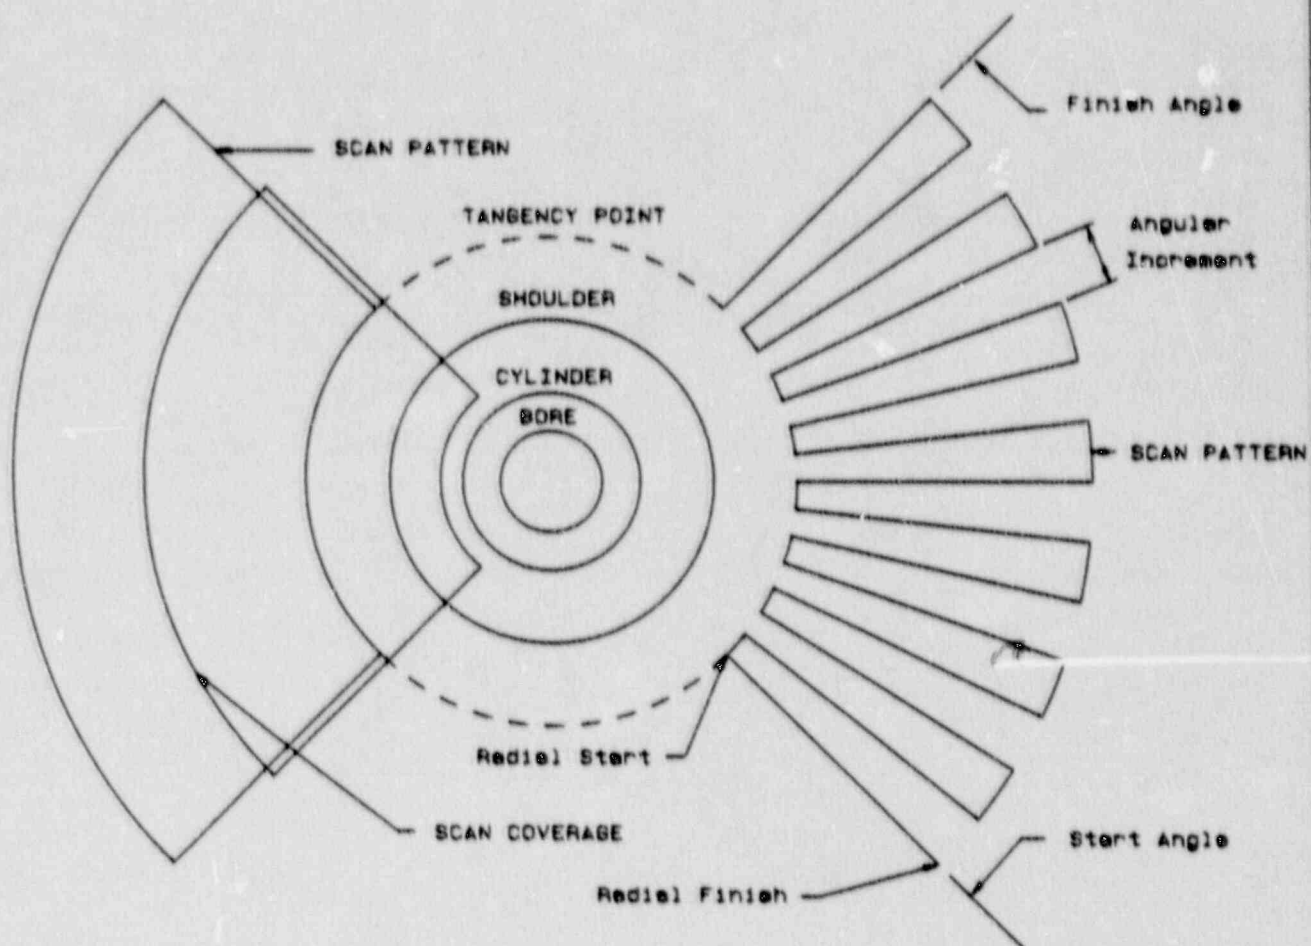 Finish Angle
SCAN PATTERN
TANGENCY POINT
Angular
Increment
SHOULDER
CYLINDER
BORE
SCAN PATTERN
Radial Start
SCAN COVERAGE
Start Angle
Radial Finish